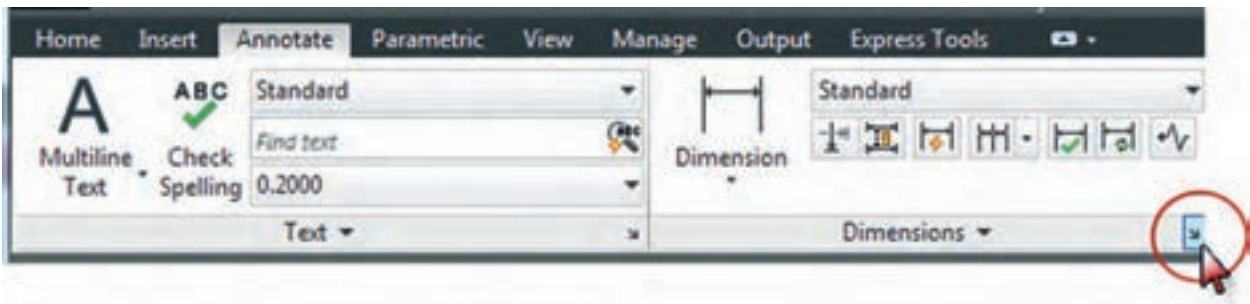 Home Insert Annotate Parametric View Manage Output Express Tools
A
Multiline
Text
ABC
Check
Spelling
Standard
Find text
0.2000
Text
Dimension
Standard
Dimensions